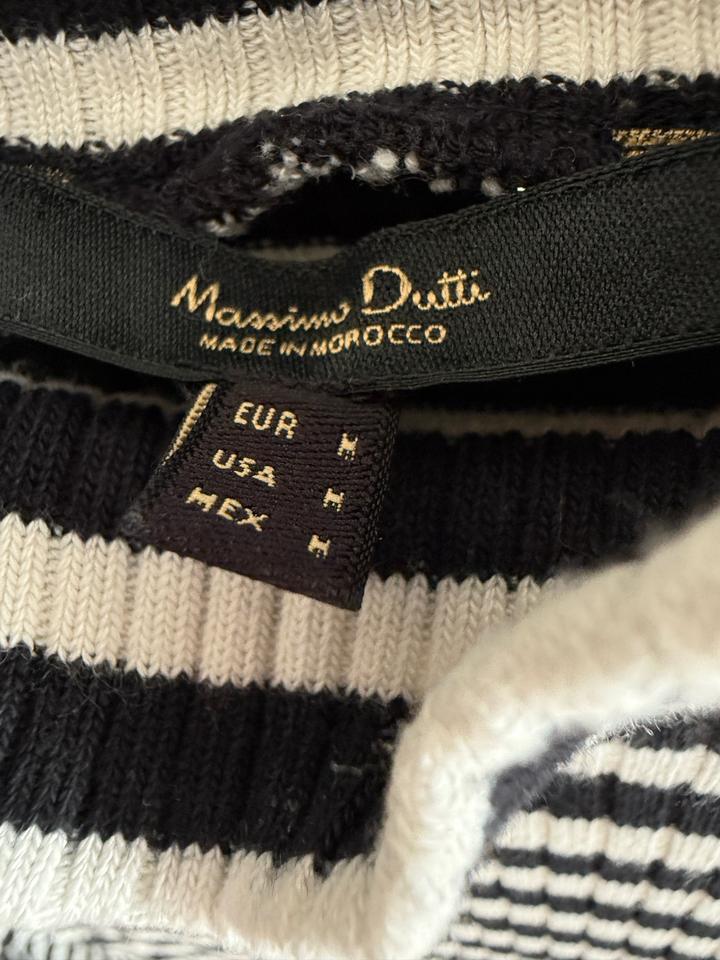 Massimo Dutti
MADE IN MOROCCO
EUR M
USA M
MEX M